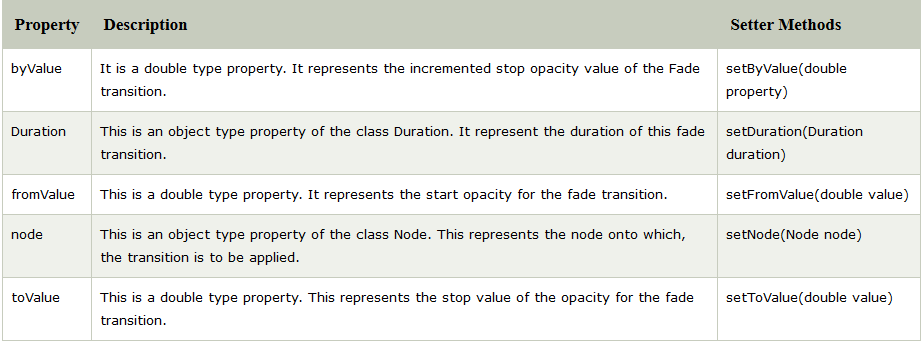 Property Description Setter Methods
byValue It is a double type property. It represents the incremented stop opacity value of the Fade setByValue(double
transition. property)
Duration This is an object type property of the class Duration. It represent the duration of this fade setDuration(Duration
transition. duration)
fromValue This is a double type property. It represents the start opacity for the fade transition. setFromValue(double value)
node This is an object type property of the class Node. This represents the node onto which, setNode(Node node)
the transition is to be applied.
toValue This is a double type property. This represents the stop value of the opacity for the fade setToValue(double value)
transition.